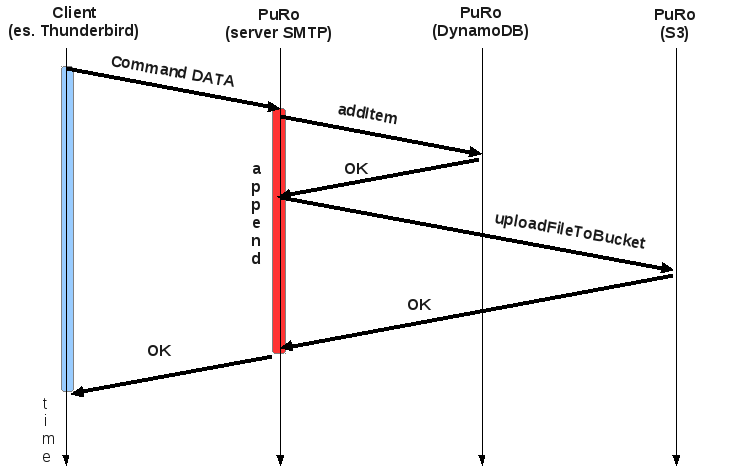 Client
(es. Thunderbird)
PuRo
(server SMTP)
PuRo
(DynamoDB)
PuRo
(S3)
Command DATA
addItem
OK
append
uploadFileToBucket
OK
OK
time